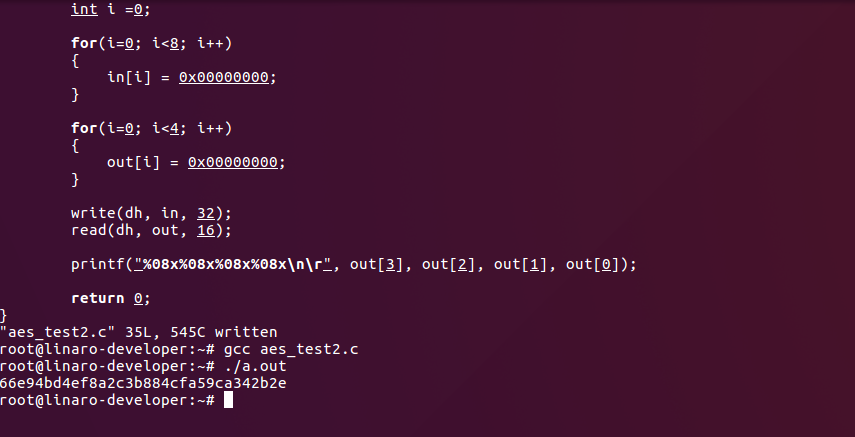 int i =0;
for(i=0; i<8; i++)
{
in[i] = 0x00000000;
}
for(i=0; i<4; i++)
{
out[i] = 0x00000000;
}
write(dh, in, 32);
read(dh, out, 16);
printf("%08x%08x%08x%08x\n\r", out[3], out[2], out[1], out[0]);
return 0;
}
"aes_test2.c" 35L, 545C written
root@linaro-developer:~# gcc aes_test2.c
root@linaro-developer:~# ./a.out
66e94bd4ef8a2c3b884cfa59ca342b2e
root@linaro-developer:~#